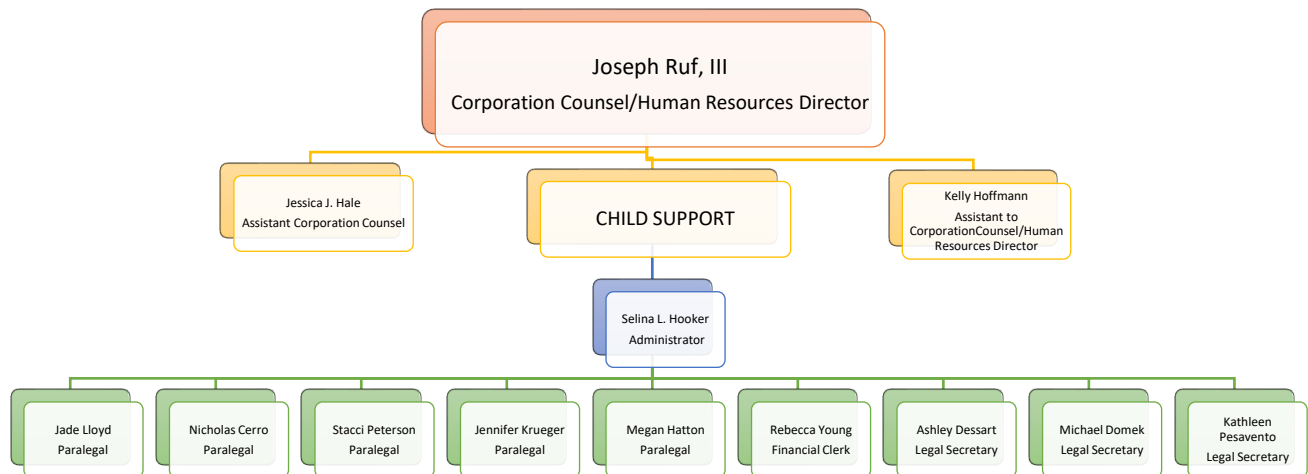 Joseph Ruf, III
Corporation Counsel/Human Resources Director
Jessica J. Hale
Assistant Corporation Counsel
CHILD SUPPORT
Kelly Hoffmann
Assistant to
CorporationCounsel/Human
Resources Director
Selina L. Hooker
Administrator
Jade Lloyd
Paralegal
Nicholas Cerro
Paralegal
Stacci Peterson
Paralegal
Jennifer Krueger
Paralegal
Megan Hatton
Paralegal
Rebecca Young
Financial Clerk
Ashley Dessart
Legal Secretary
Michael Domek
Legal Secretary
Kathleen
Pesavento
Legal Secretary